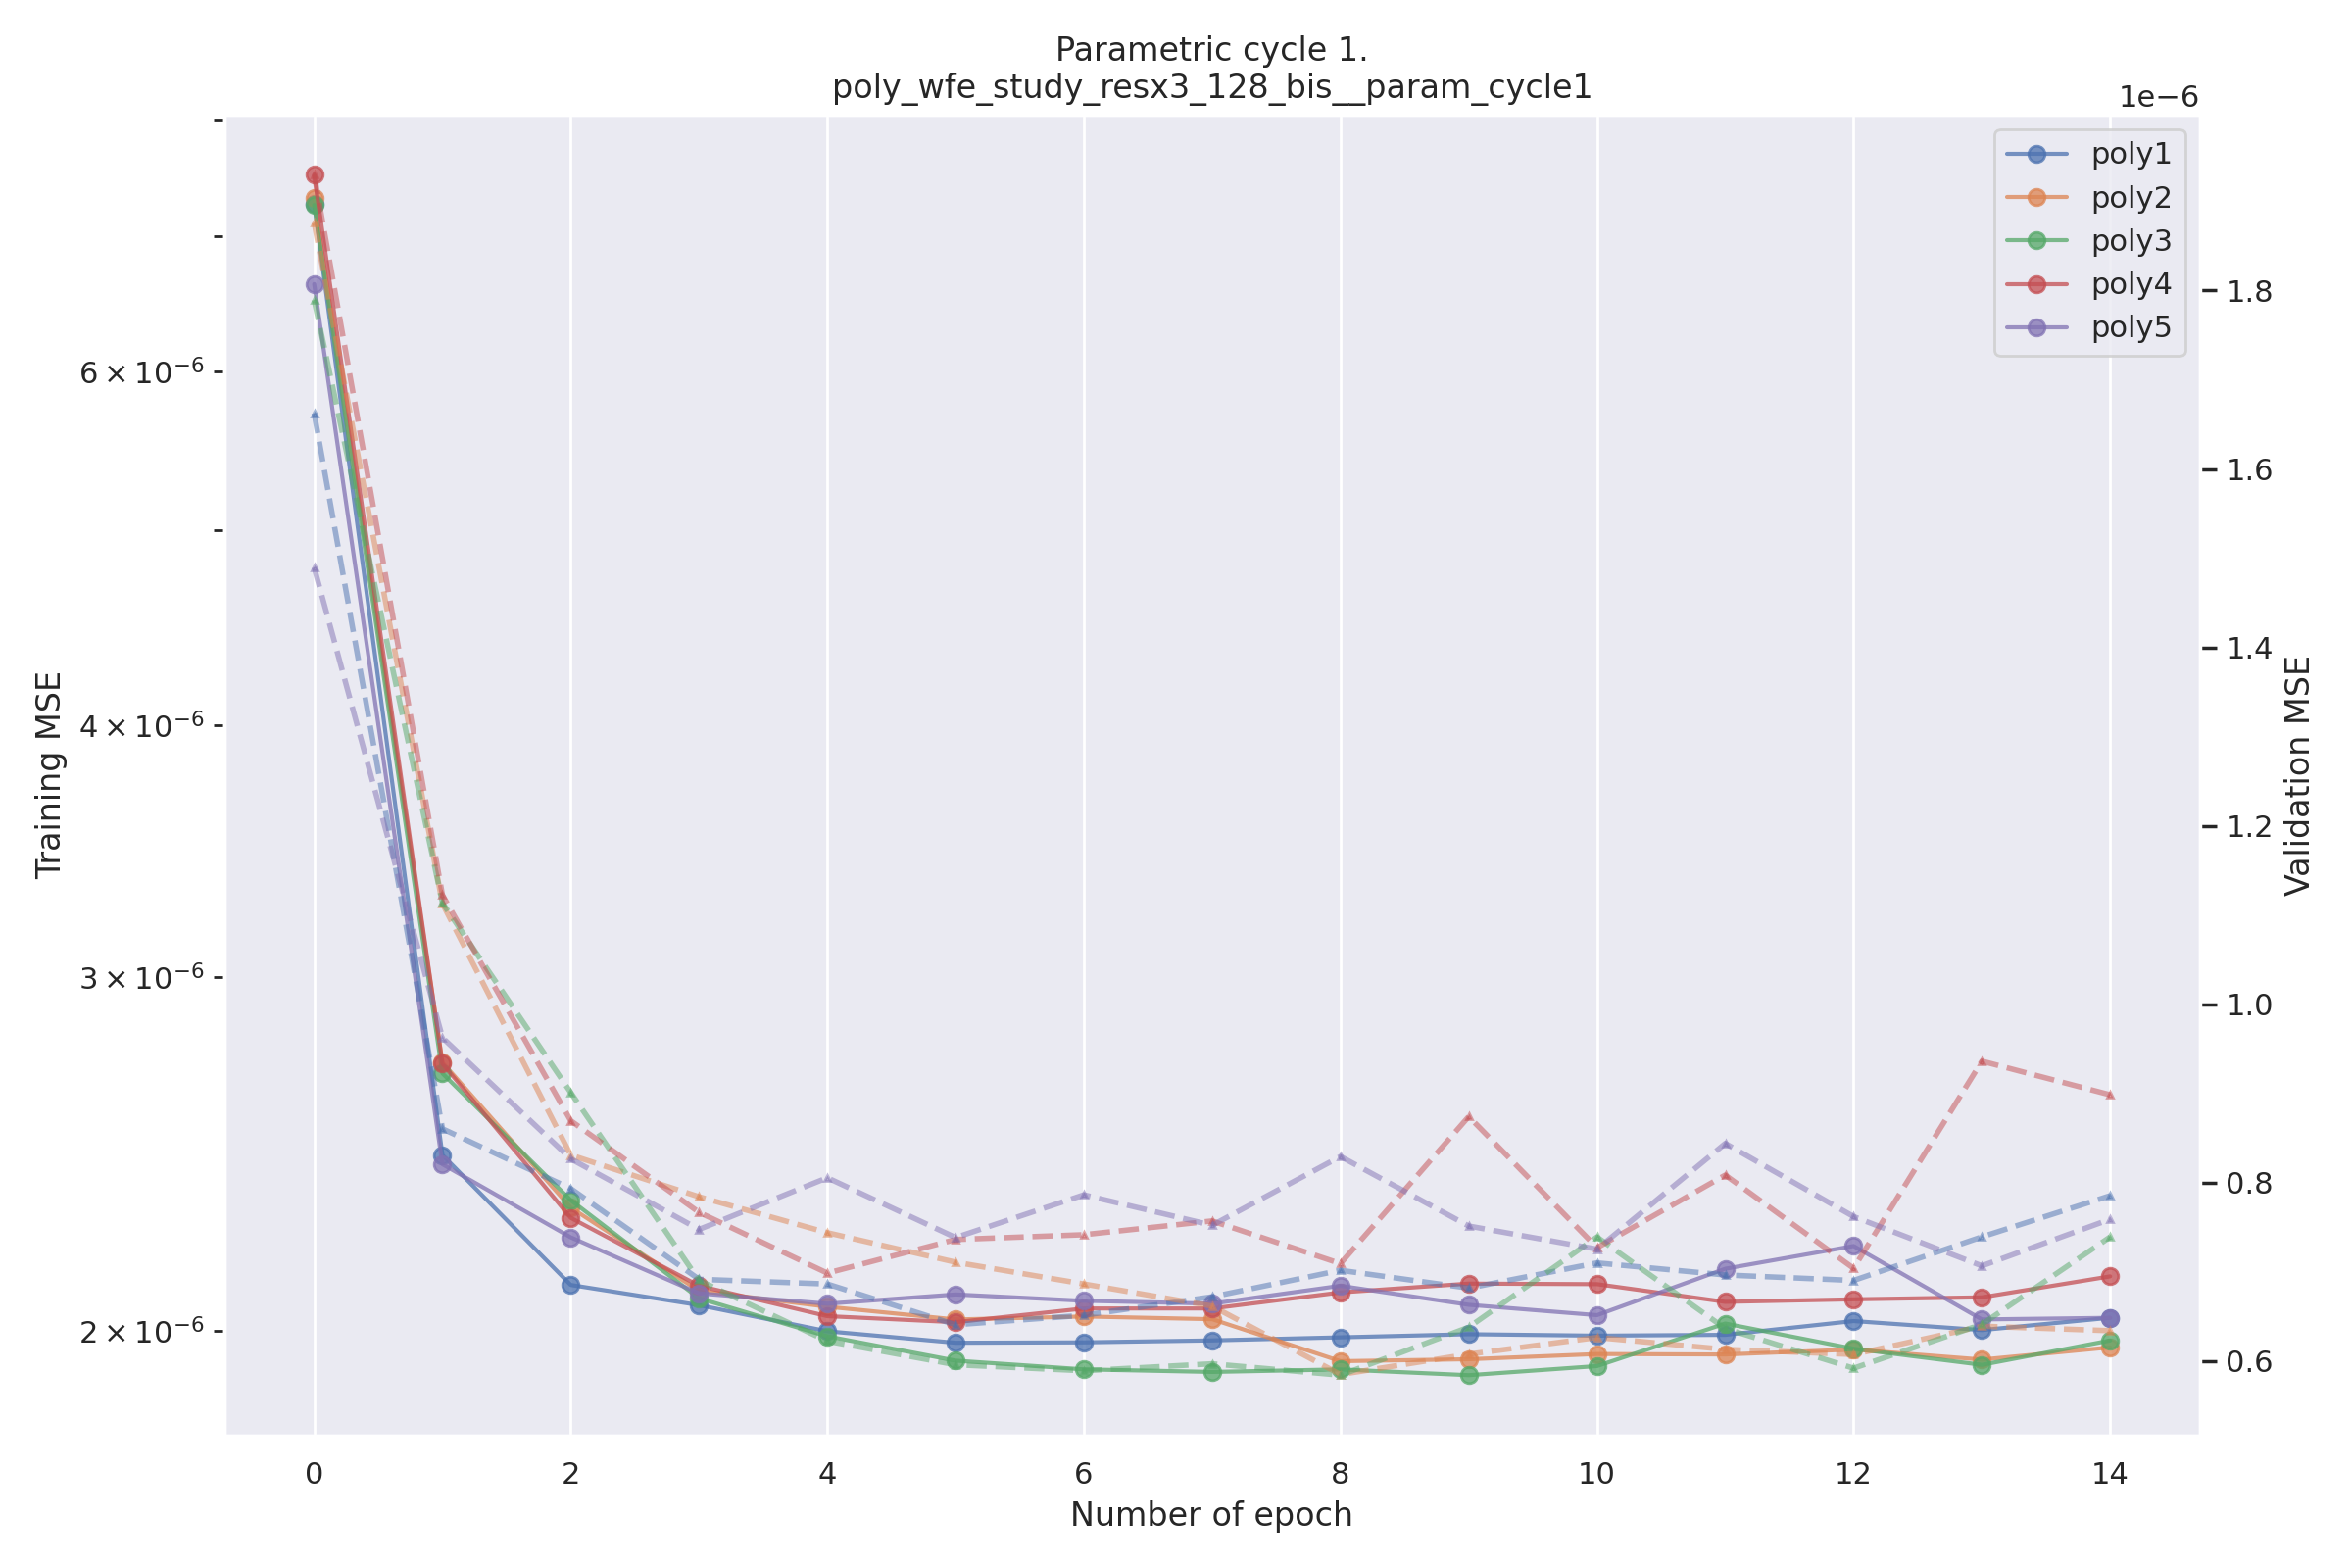 Parametric cycle 1.
poly_wfe_study_resx3_128_bis__param_cycle1
1e−6
poly1
poly2
poly3
poly4
poly5
6 × 10⁻⁶
4 × 10⁻⁶
3 × 10⁻⁶
2 × 10⁻⁶
Training MSE
1.8
1.6
1.4
1.2
1.0
0.8
0.6
Validation MSE
0 2 4 6 8 10 12 14
Number of epoch